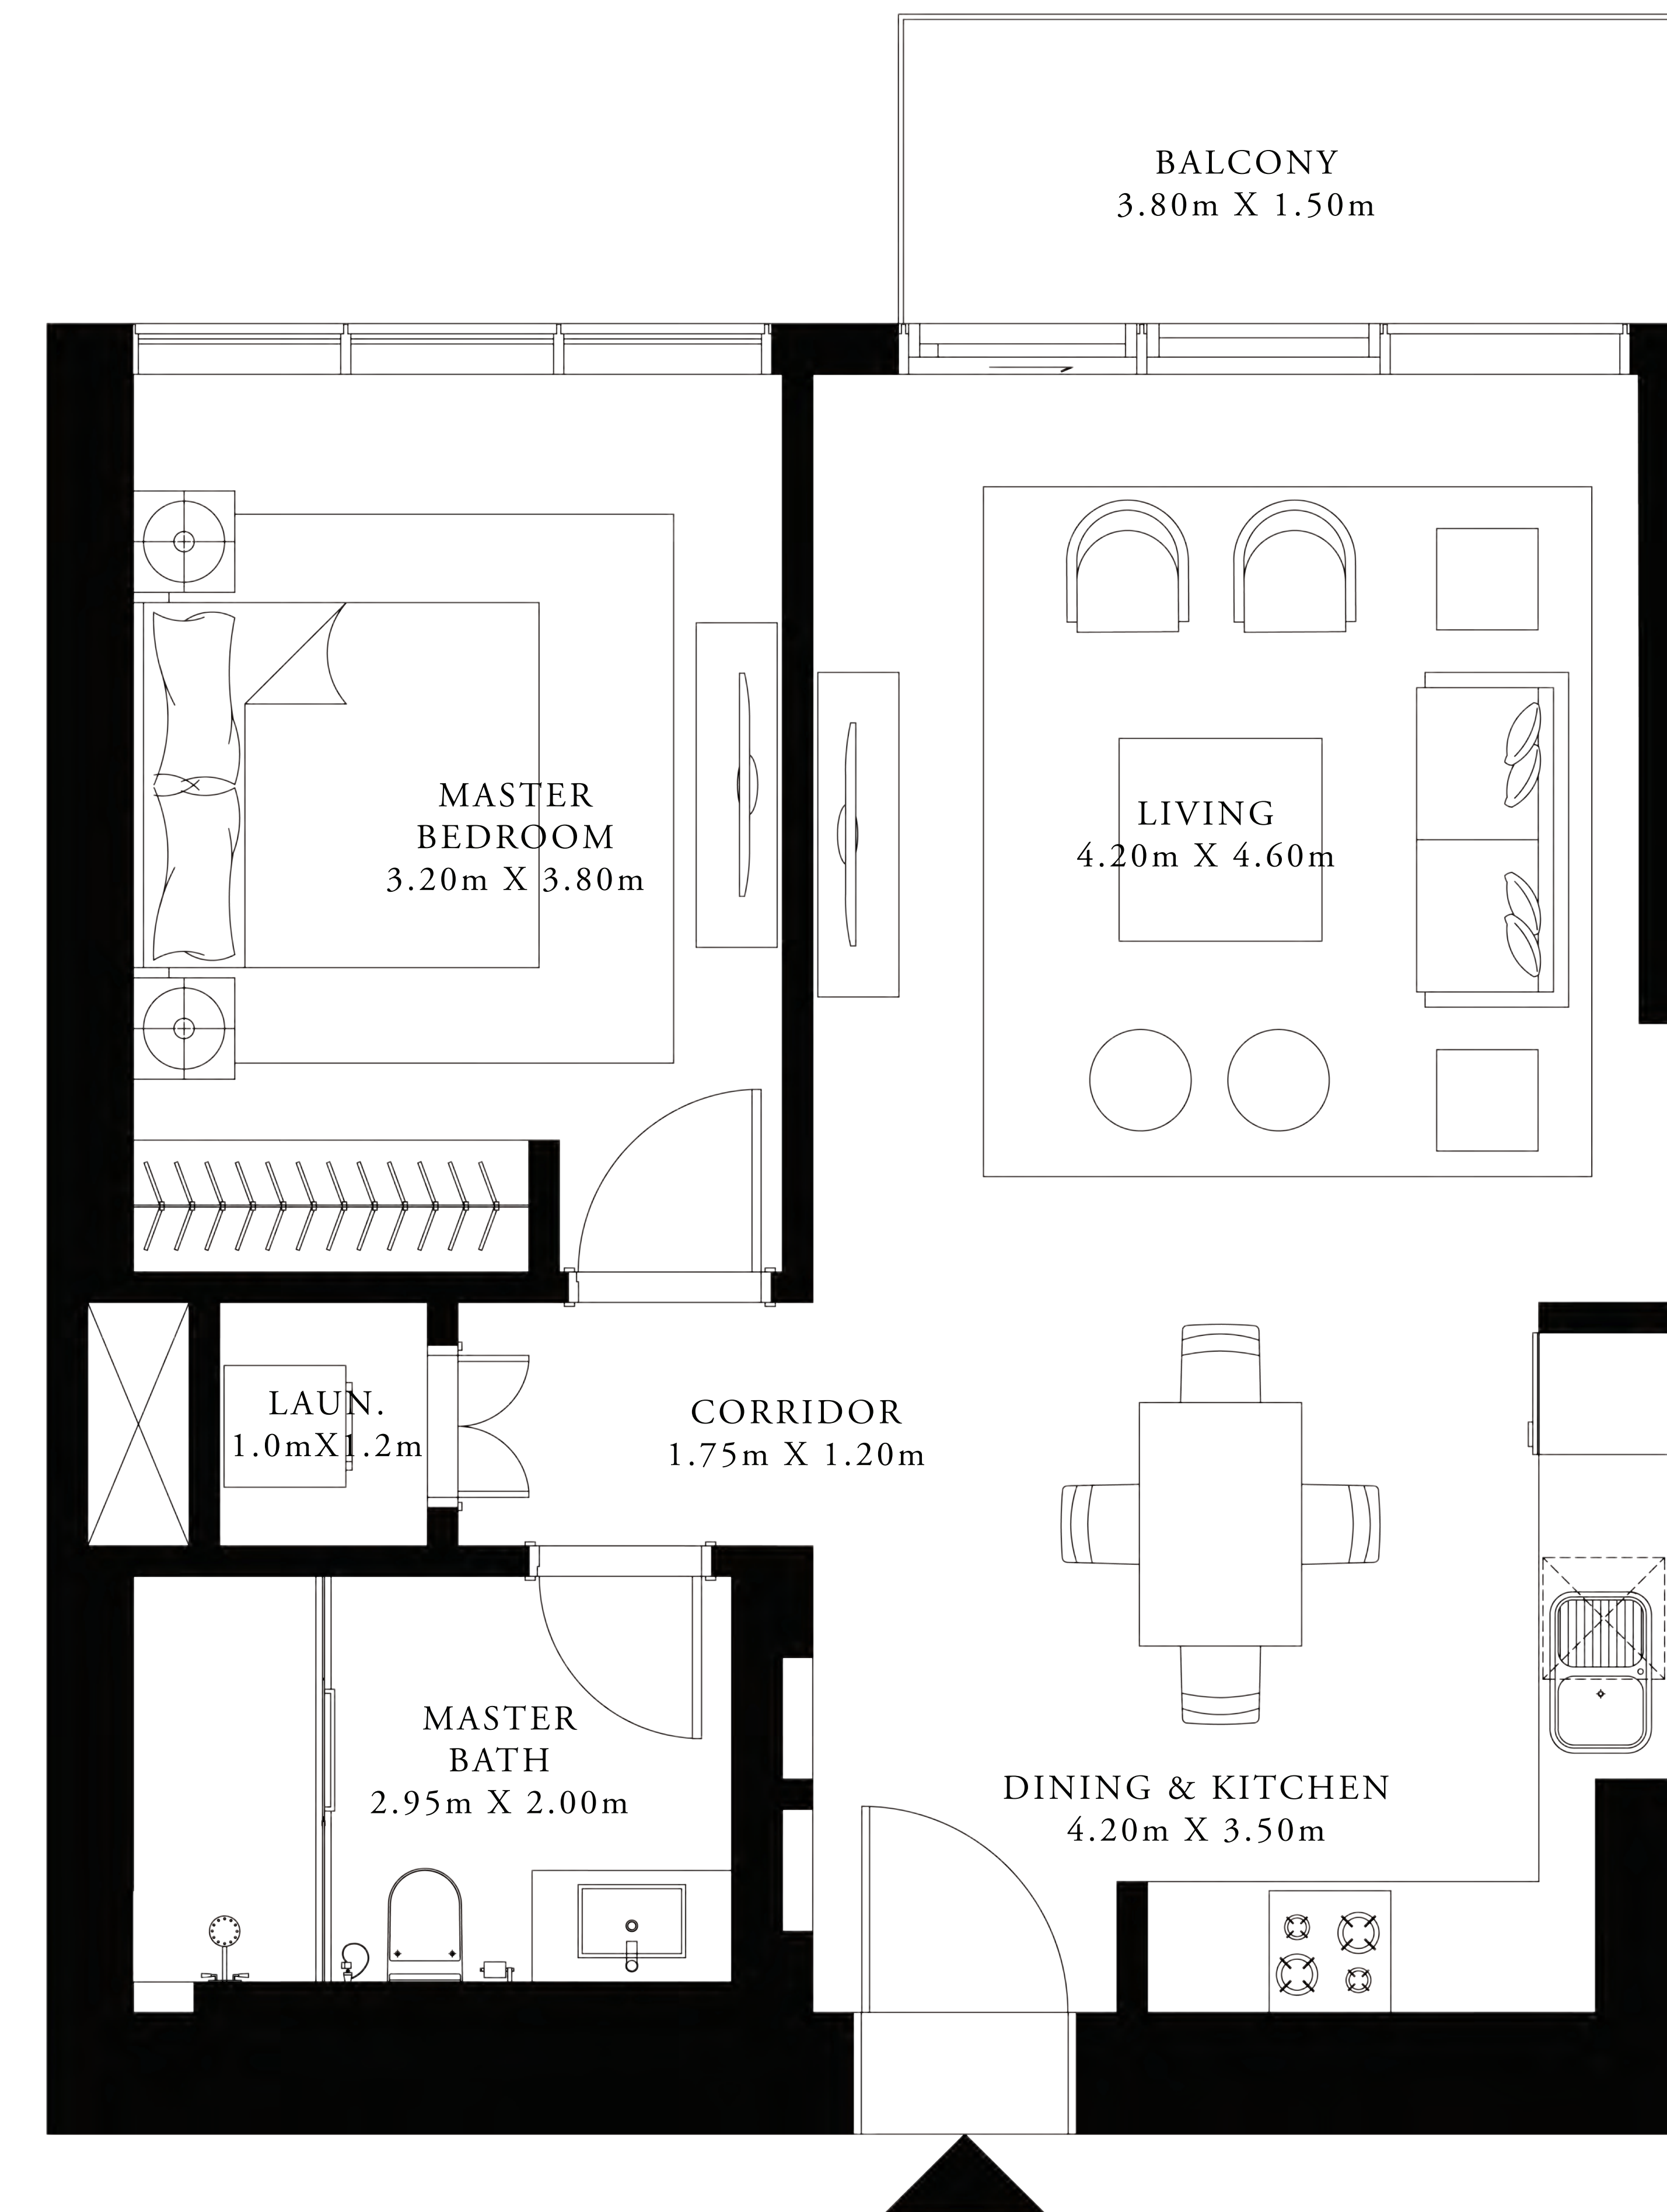 BALCONY
3.80m X 1.50m
MASTER
BEDROOM
3.20m X 3.80m
LIVING
4.20m X 4.60m
LAUN.
1.0mX1.2m
CORRIDOR
1.75m X 1.20m
MASTER
BATH
2.95m X 2.00m
DINING & KITCHEN
4.20m X 3.50m